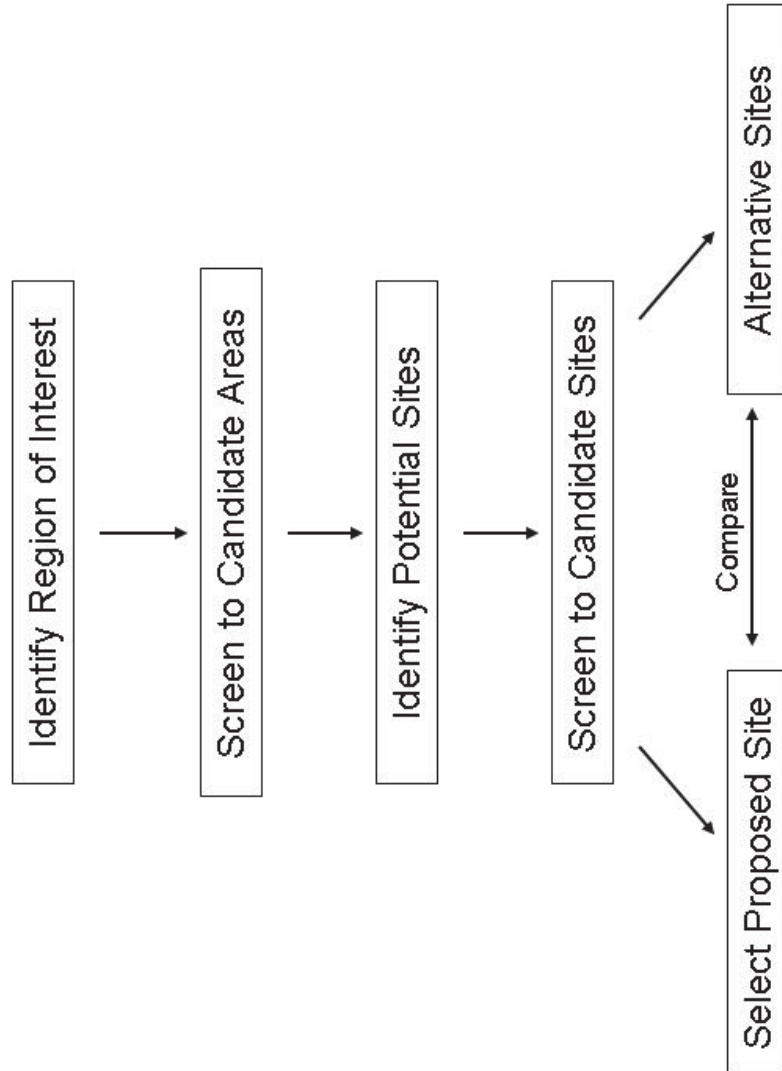 Identify Region of Interest
Screen to Candidate Areas
Identify Potential Sites
Screen to Candidate Sites
Select Proposed Site
Compare
Alternative Sites